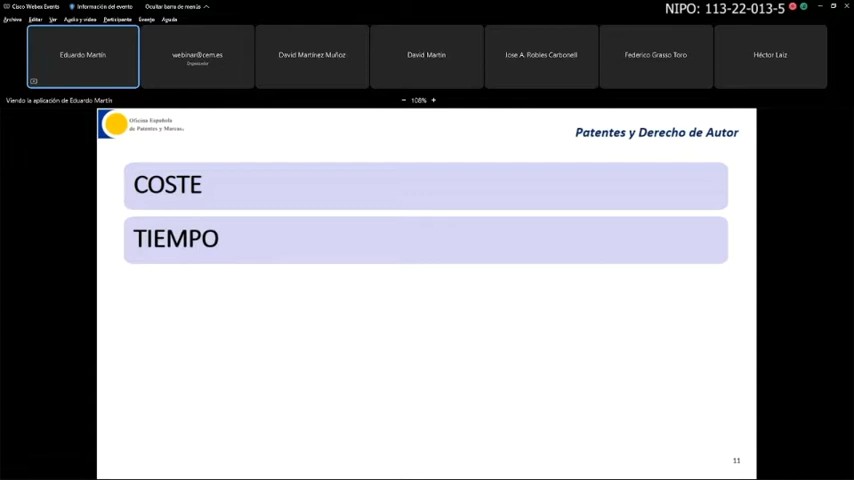 Cisco Webex Events
Información del evento
Ocultar barra de menús
NIPO: 113-22-013-5
Archivo Editar Ver Audio y vídeo Participante Evento Ayuda
Eduardo Martín
webinar@cem.es
Organizador
David Martínez Muñoz
David Martin
Jose A. Robles Carbonell
Federico Grasso Toro
Héctor Laiz
Viendo la aplicación de Eduardo Martín
108%
Oficina Española
de Patentes y Marcas
Patentes y Derecho de Autor
COSTE
TIEMPO
11